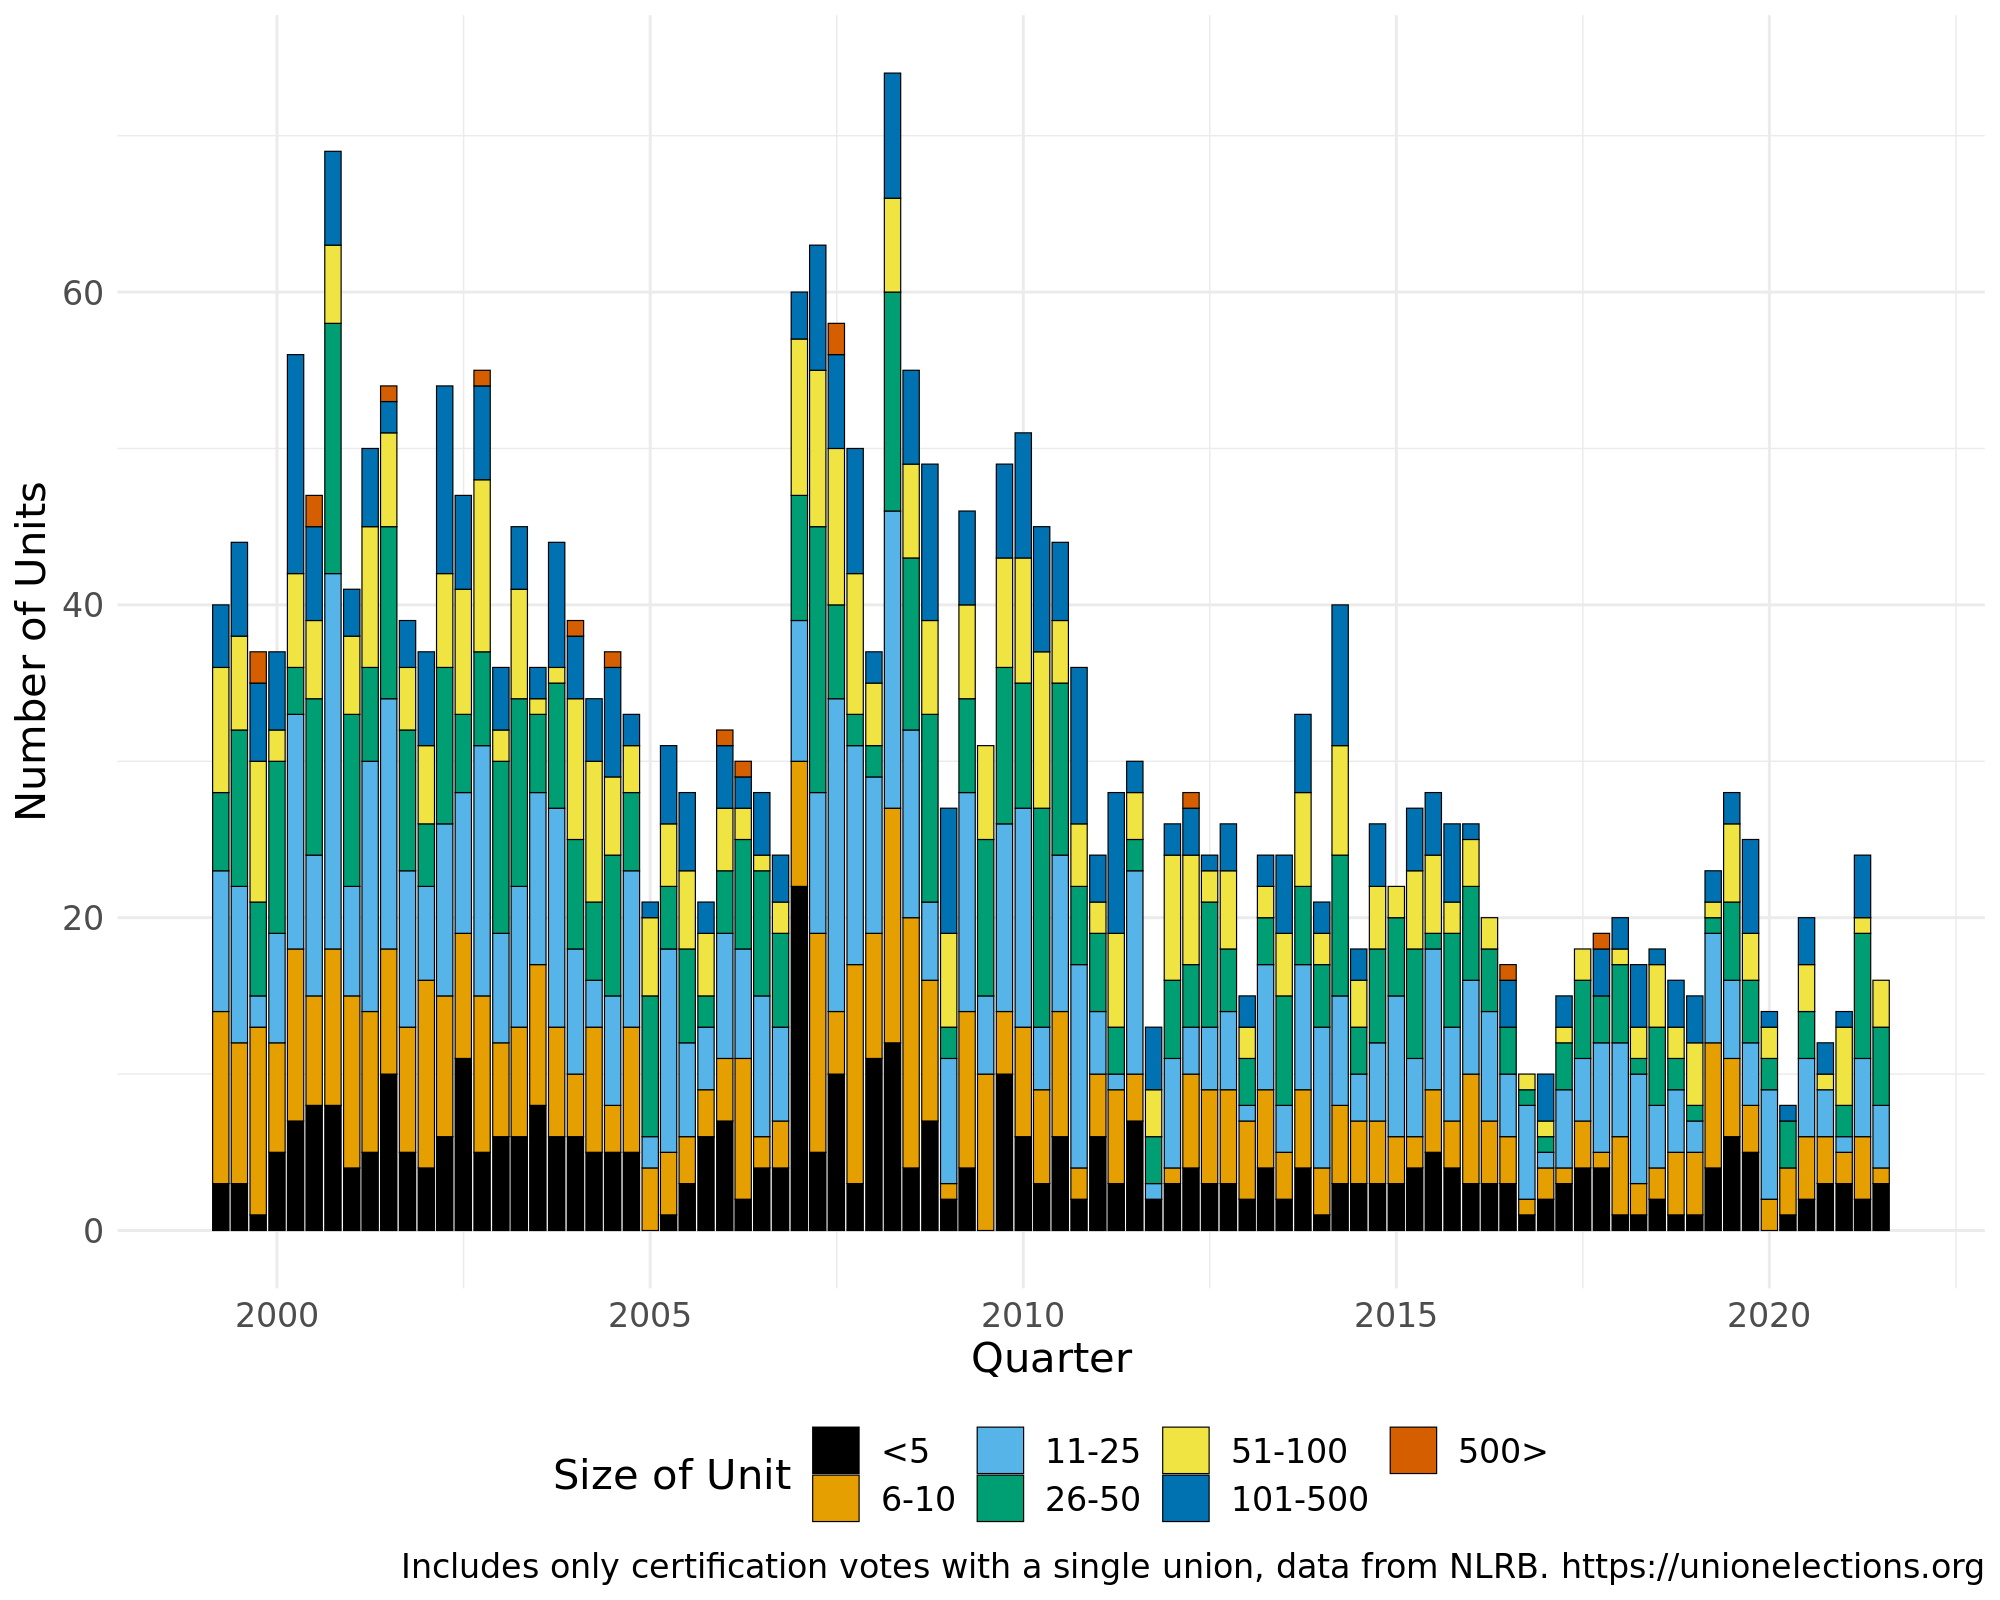 60
40
20
0
Number of Units
2000 2005 2010 2015 2020
Quarter
Size of Unit
<5 11-25 51-100 500>
6-10 26-50 101-500
Includes only certification votes with a single union, data from NLRB. https://unionelections.org